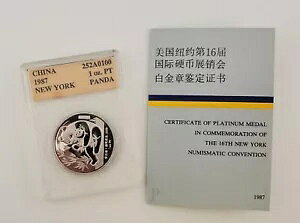 CHINA 252A0100
1987 1 oz. PT
NEW YORK PANDA
美国纽约第16届
国际硬币展销会
白金章鉴定证书
CERTIFICATE OF PLATINUM MEDAL
IN COMMEMORATION OF
THE 16TH NEW YORK
NUMISMATIC CONVENTION
1987